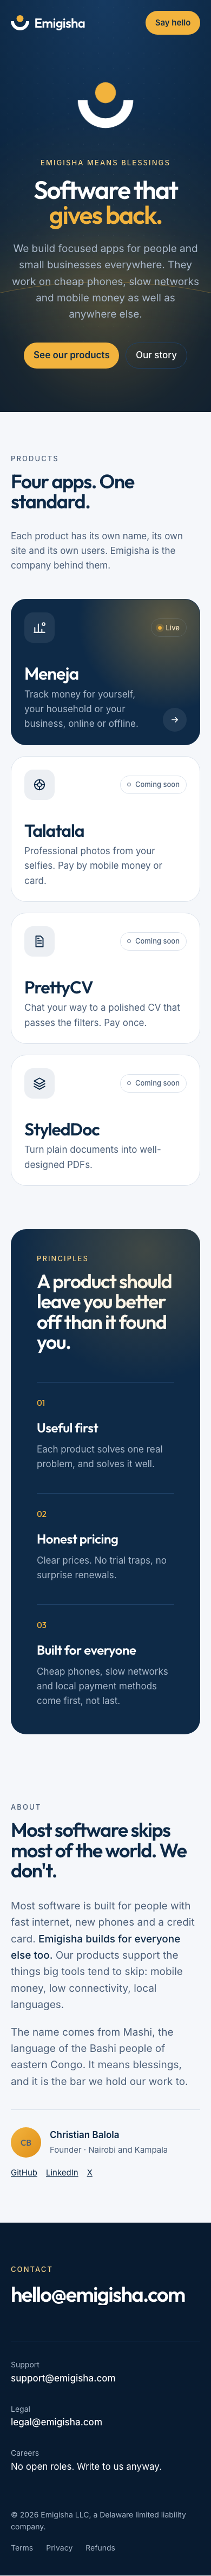 Emigisha
Say hello
EMIGISHA MEANS BLESSINGS
Software that
gives back.
We build focused apps for people and
small businesses everywhere. They
work on cheap phones, slow networks
and mobile money as well as
anywhere else.
See our products
Our story
PRODUCTS
Four apps. One
standard.
Each product has its own name, its own
site and its own users. Emigisha is the
company behind them.
Live
Meneja
Track money for yourself,
your household or your
business, online or offline.
Coming soon
Talatala
Professional photos from your
selfies. Pay by mobile money or
card.
Coming soon
PrettyCV
Chat your way to a polished CV that
passes the filters. Pay once.
Coming soon
StyledDoc
Turn plain documents into well-
designed PDFs.
PRINCIPLES
A product should
leave you better
off than it found
you.
01
Useful first
Each product solves one real
problem, and solves it well.
02
Honest pricing
Clear prices. No trial traps, no
surprise renewals.
03
Built for everyone
Cheap phones, slow networks
and local payment methods
come first, not last.
ABOUT
Most software skips
most of the world. We
don't.
Most software is built for people with
fast internet, new phones and a credit
card. Emigisha builds for everyone
else too. Our products support the
things big tools tend to skip: mobile
money, low connectivity, local
languages.
The name comes from Mashi, the
language of the Bashi people of
eastern Congo. It means blessings,
and it is the bar we hold our work to.
CB
Christian Balola
Founder · Nairobi and Kampala
GitHub LinkedIn X
CONTACT
hello@emigisha.com
Support
support@emigisha.com
Legal
legal@emigisha.com
Careers
No open roles. Write to us anyway.
© 2026 Emigisha LLC, a Delaware limited liability
company.
Terms Privacy Refunds